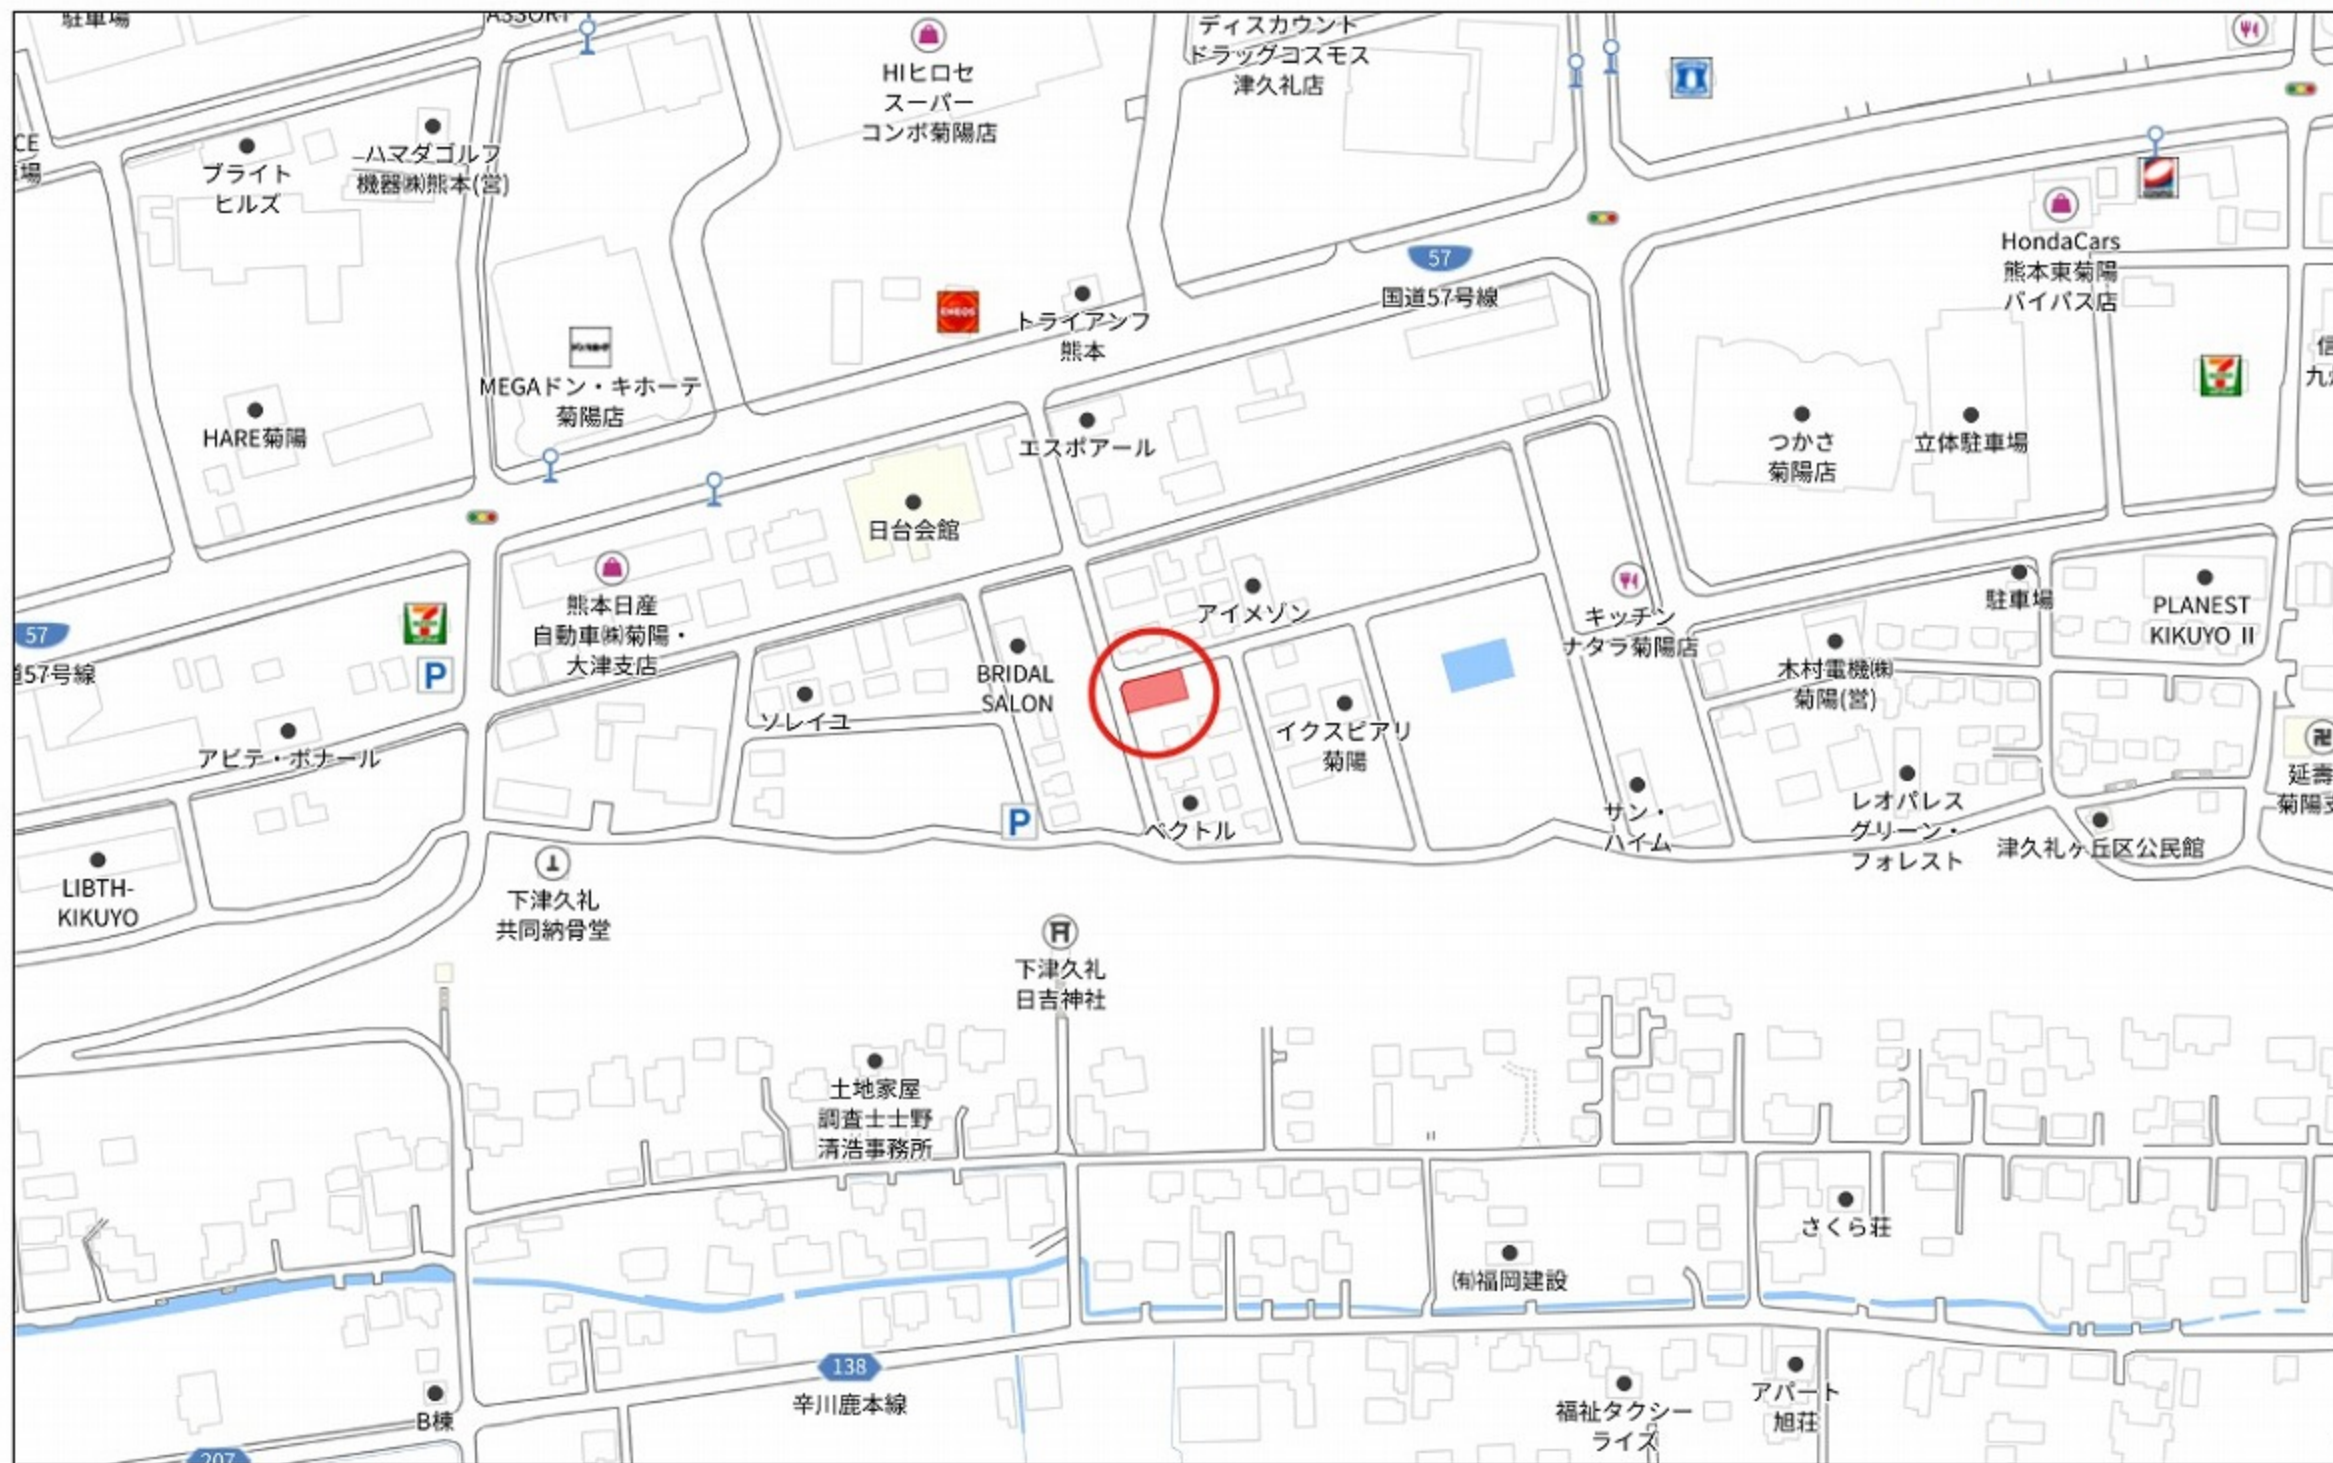 駐車場
ASSORT
HIヒロセ
スーパー
コンボ菊陽店
ディスカウント
ドラッグコスモス
津久礼店
ブライト
ヒルズ
ハマダゴルフ
機器㈱熊本(営)
CE
場
HondaCars
熊本東菊陽
バイパス店
57
国道57号線
ENEOS
トライアンフ
熊本
MEGAドン・キホーテ
菊陽店
HARE菊陽
エスポアール
つかさ
菊陽店
立体駐車場
日台会館
熊本日産
自動車㈱菊陽・
大津支店
アイメゾン
キッチン
ナタラ菊陽店
駐車場
PLANEST
KIKUYO II
57
道57号線
P
BRIDAL
SALON
木村電機㈱
菊陽(営)
ソレイユ
イクスピアリ
菊陽
アビテ・ボナール
P
ベクトル
サン・
ハイム
レオパレス
グリーン・
フォレスト
津久礼ヶ丘区公民館
延壽
菊陽支
LIBTH-
KIKUYO
下津久礼
共同納骨堂
下津久礼
日吉神社
土地家屋
調査士士野
清浩事務所
さくら荘
㈲福岡建設
138
辛川鹿本線
B棟
207
福祉タクシー
ライズ
アパート
旭荘